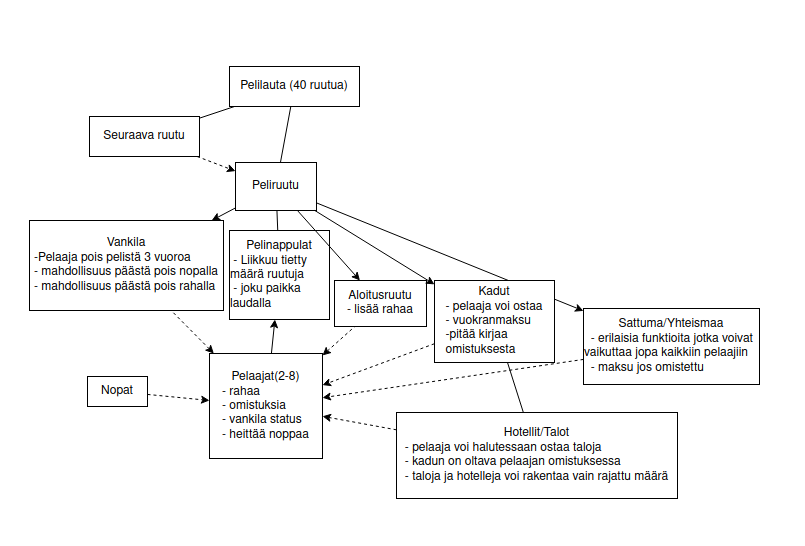 Pelilauta (40 ruutua)
Seuraava ruutu
Peliruutu
Vankila
-Pelaaja pois pelistä 3 vuoroa
- mahdollisuus päästä pois nopalla
- mahdollisuus päästä pois rahalla
Pelinappulat
- Liikkuu tietty
määrä ruutuja
- joku paikka
laudalla
Aloitusruutu
- lisää rahaa
Kadut
- pelaaja voi ostaa
- vuokranmaksu
-pitää kirjaa
omistuksesta
Sattuma/Yhteismaa
- erilaisia funktioita jotka voivat
vaikuttaa jopa kaikkiin pelaajiin
- maksu jos omistettu
Pelaajat(2-8)
- rahaa
- omistuksia
- vankila status
- heittää noppaa
Nopat
Hotellit/Talot
- pelaaja voi halutessaan ostaa taloja
- kadun on oltava pelaajan omistuksessa
- taloja ja hotelleja voi rakentaa vain rajattu määrä